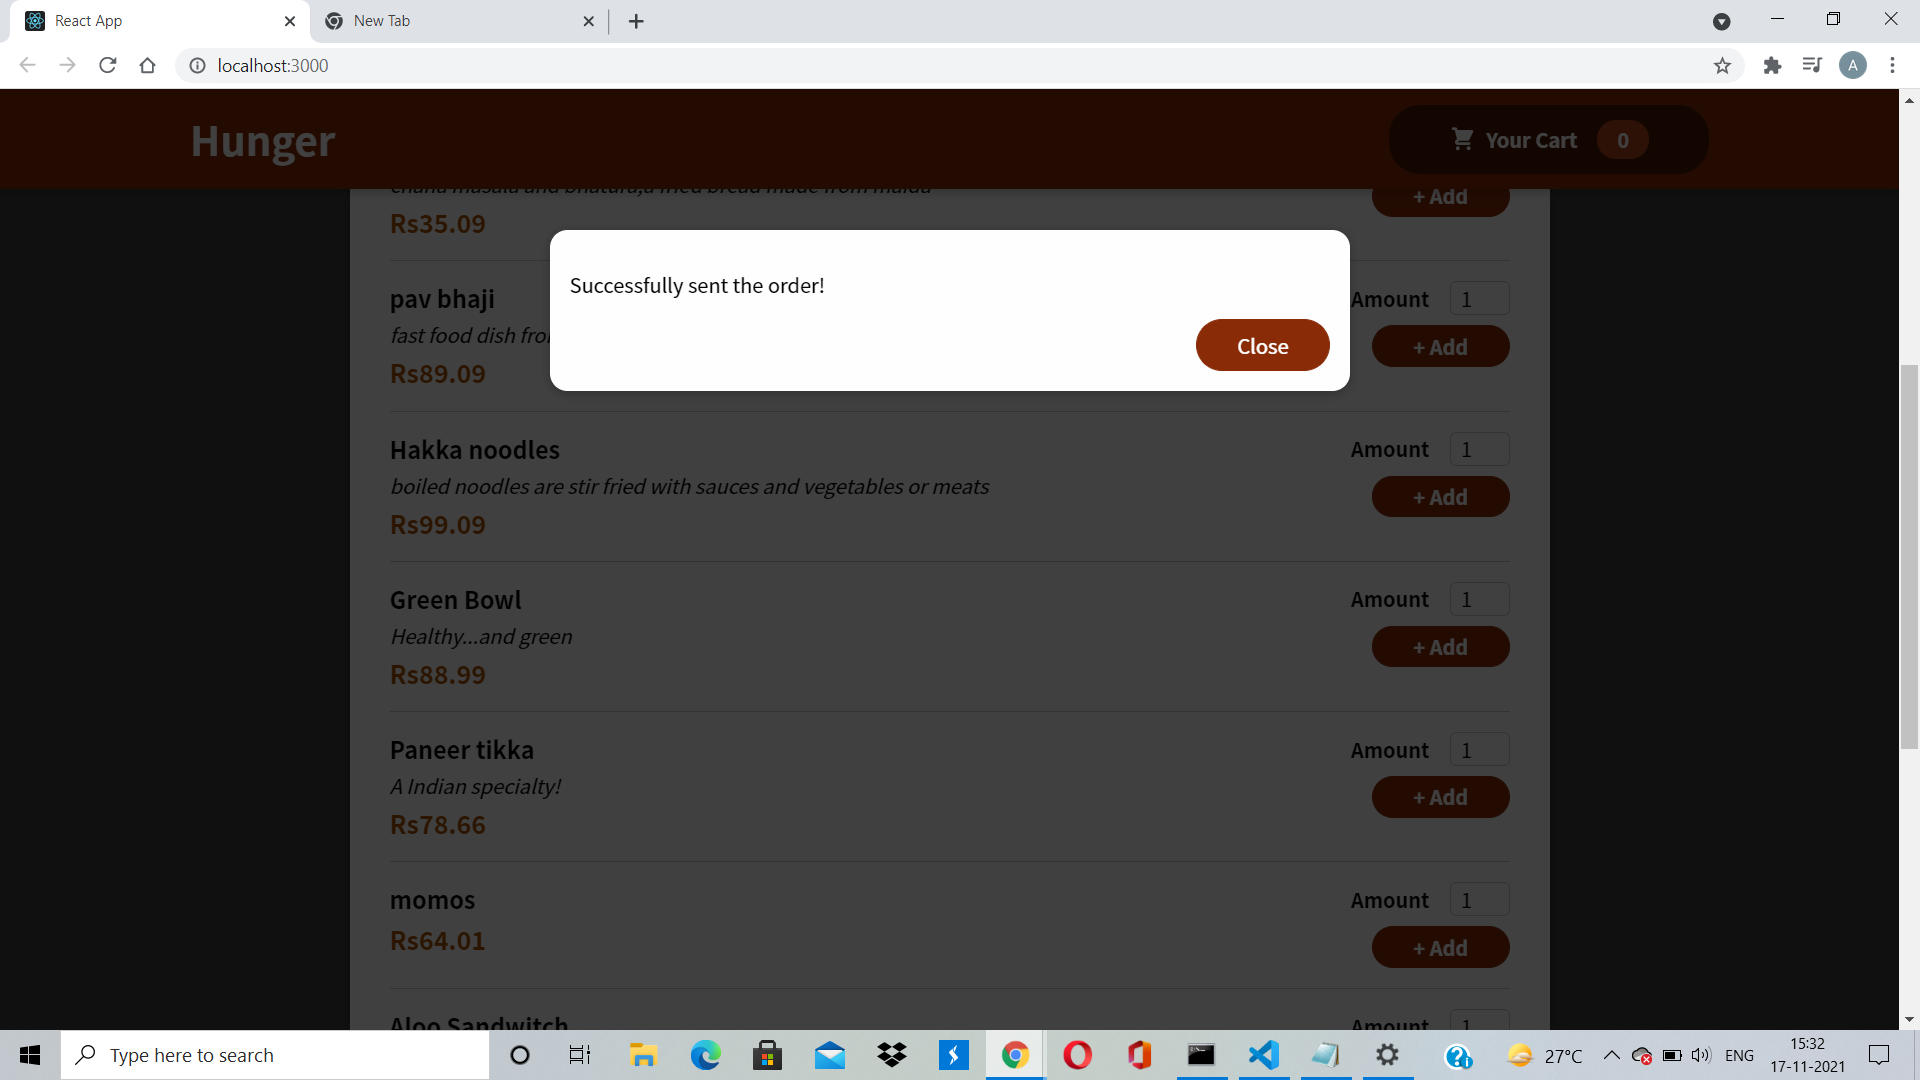 React App
New Tab
localhost:3000
A
Hunger
Your Cart 0
chana masala and bhatura,a fried bread made from maida
+ Add
Rs35.09
Successfully sent the order!
Close
pav bhaji
Amount 1
fast food dish
+ Add
Rs89.09
Hakka noodles
Amount 1
boiled noodles are stir fried with sauces and vegetables or meats
+ Add
Rs99.09
Green Bowl
Amount 1
Healthy...and green
+ Add
Rs88.99
Paneer tikka
Amount 1
A Indian specialty!
+ Add
Rs78.66
momos
Amount 1
Rs64.01
+ Add
Aloo Sandwitch
Amount 1
Type here to search
27°C
ENG
15:32
17-11-2021